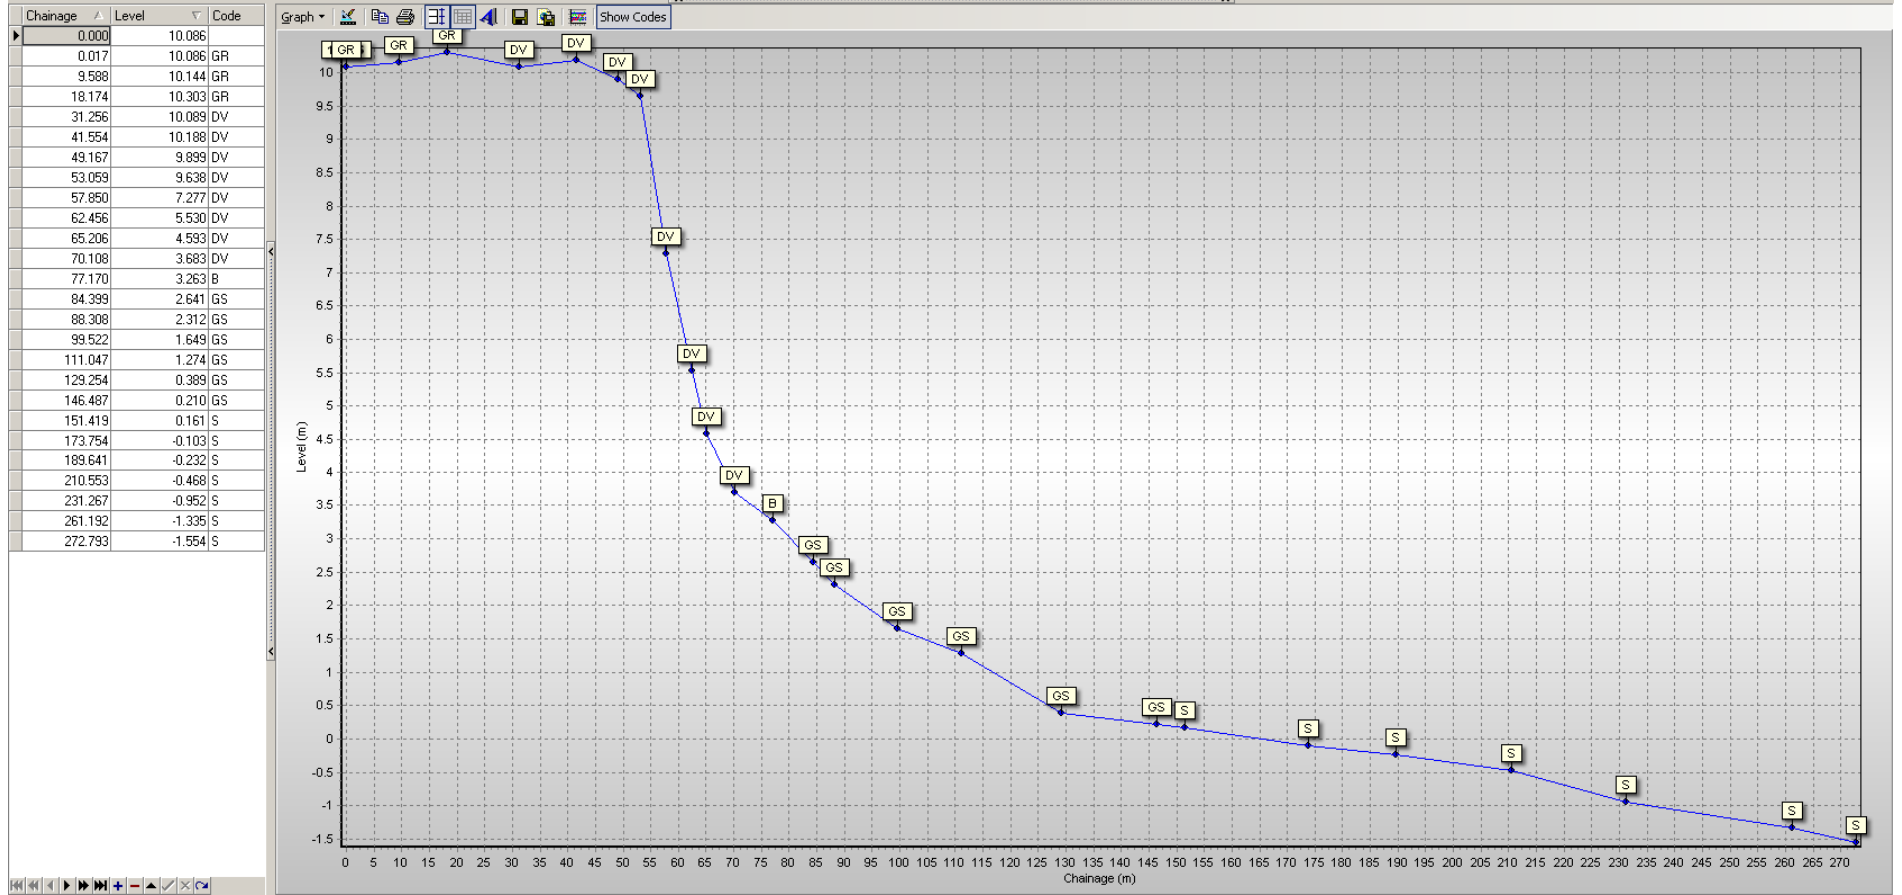 Chainage Level Code
0.000 10.086
0.017 10.086 GR
9.588 10.144 GR
18.174 10.303 GR
31.256 10.089 DV
41.554 10.188 DV
49.167 9.899 DV
53.059 9.638 DV
57.850 7.277 DV
62.456 5.530 DV
65.206 4.593 DV
70.108 3.683 DV
77.170 3.263 B
84.399 2.641 GS
88.308 2.312 GS
99.522 1.649 GS
111.047 1.274 GS
129.254 0.389 GS
146.487 0.210 GS
151.419 0.161 S
173.754 -0.103 S
189.641 -0.232 S
210.553 -0.468 S
231.267 -0.952 S
261.192 -1.335 S
272.793 -1.554 S
Graph Show Codes
GR GR GR DV DV DV DV
DV
DV
DV
DV
B
GS
GS
GS
GS
GS
GS S
S
S
S
S
S
S
10
9.5
9
8.5
8
7.5
7
6.5
6
5.5
5
4.5
4
3.5
3
2.5
2
1.5
1
0.5
0
-0.5
-1
-1.5
Level (m)
0 5 10 15 20 25 30 35 40 45 50 55 60 65 70 75 80 85 90 95 100 105 110 115 120 125 130 135 140 145 150 155 160 165 170 175 180 185 190 195 200 205 210 215 220 225 230 235 240 245 250 255 260 265 270
Chainage (m)